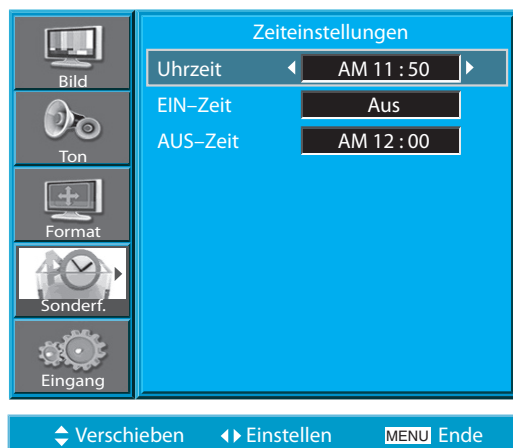 Zeiteinstellungen
Bild
Uhrzeit AM 11 : 50
EIN–Zeit Aus
Ton
AUS–Zeit AM 12 : 00
Format
Sonderf.
Eingang
Verschieben Einstellen MENU Ende